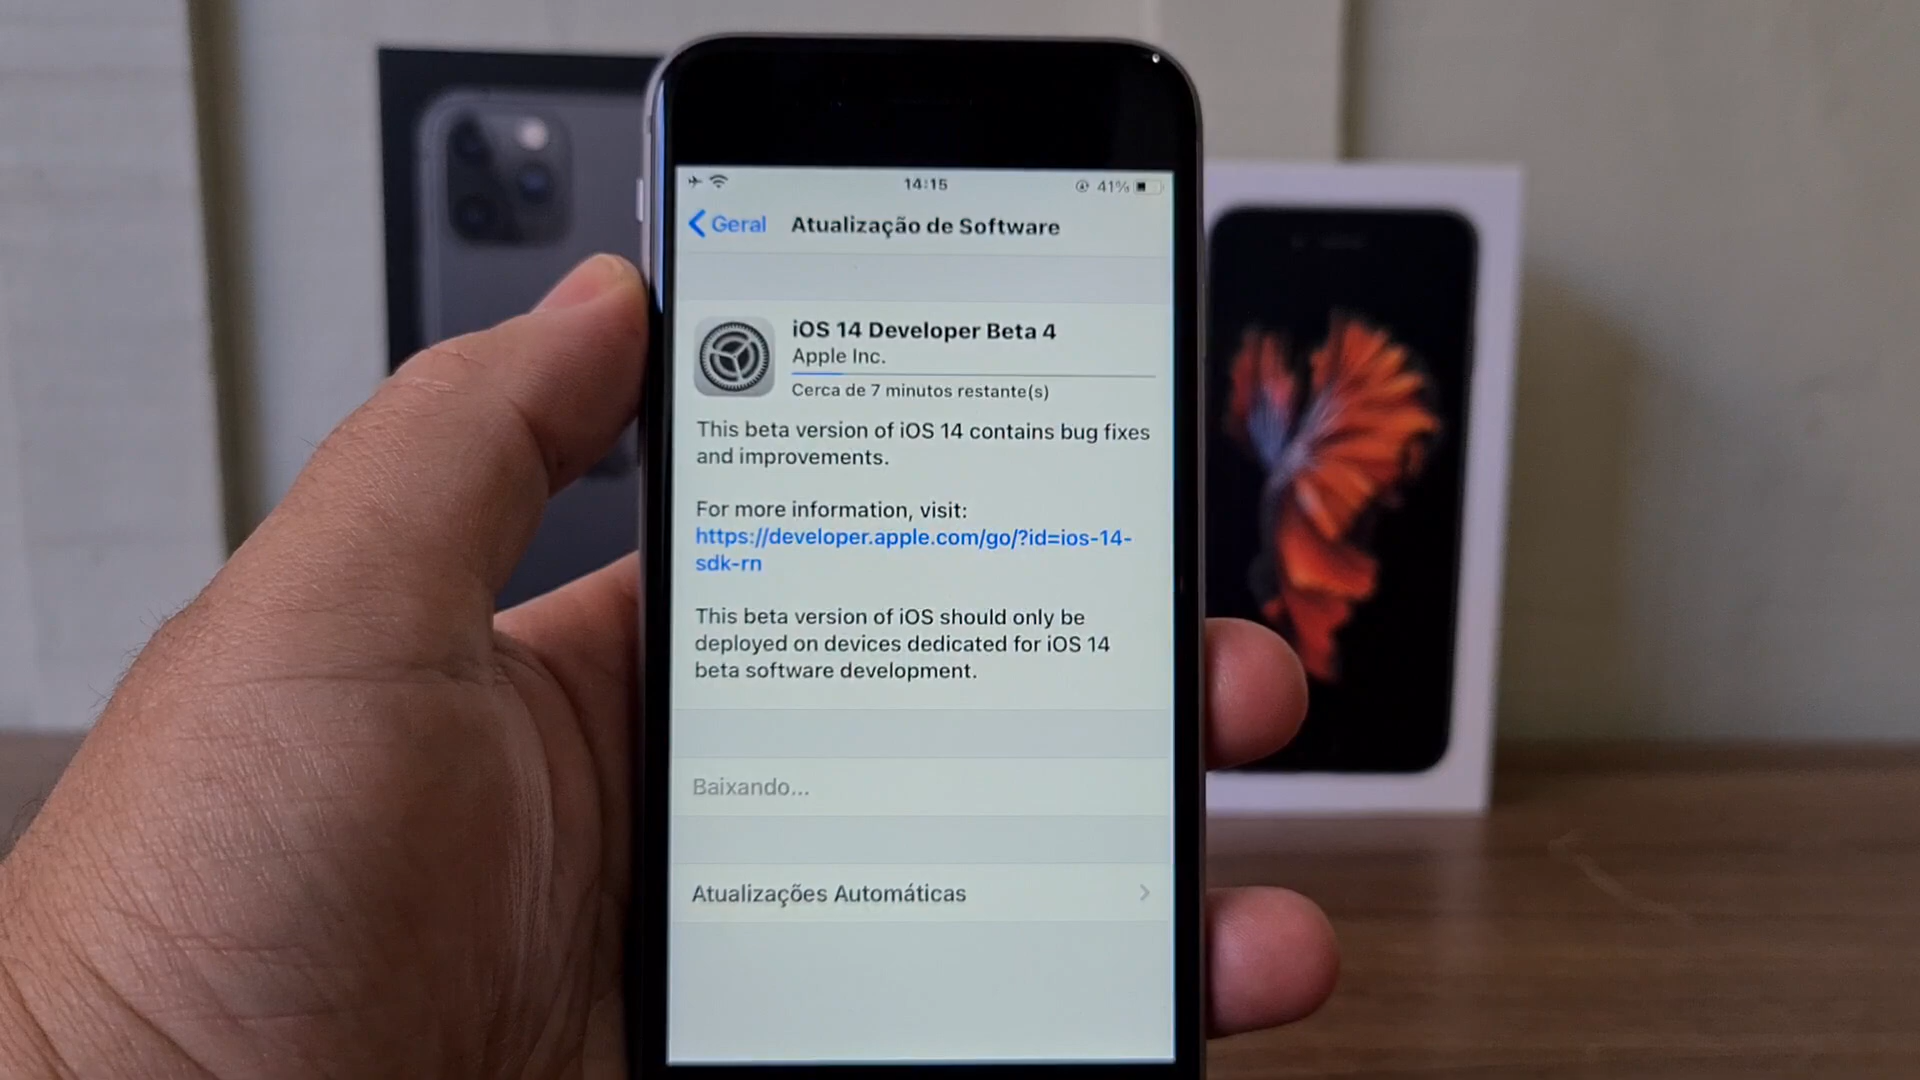 14:15
41%
Geral
Atualização de Software
iOS 14 Developer Beta 4
Apple Inc.
Cerca de 7 minutos restante(s)
This beta version of iOS 14 contains bug fixes
and improvements.
For more information, visit:
https://developer.apple.com/go/?id=ios-14-
sdk-rn
This beta version of iOS should only be
deployed on devices dedicated for iOS 14
beta software development.
Baixando...
Atualizações Automáticas